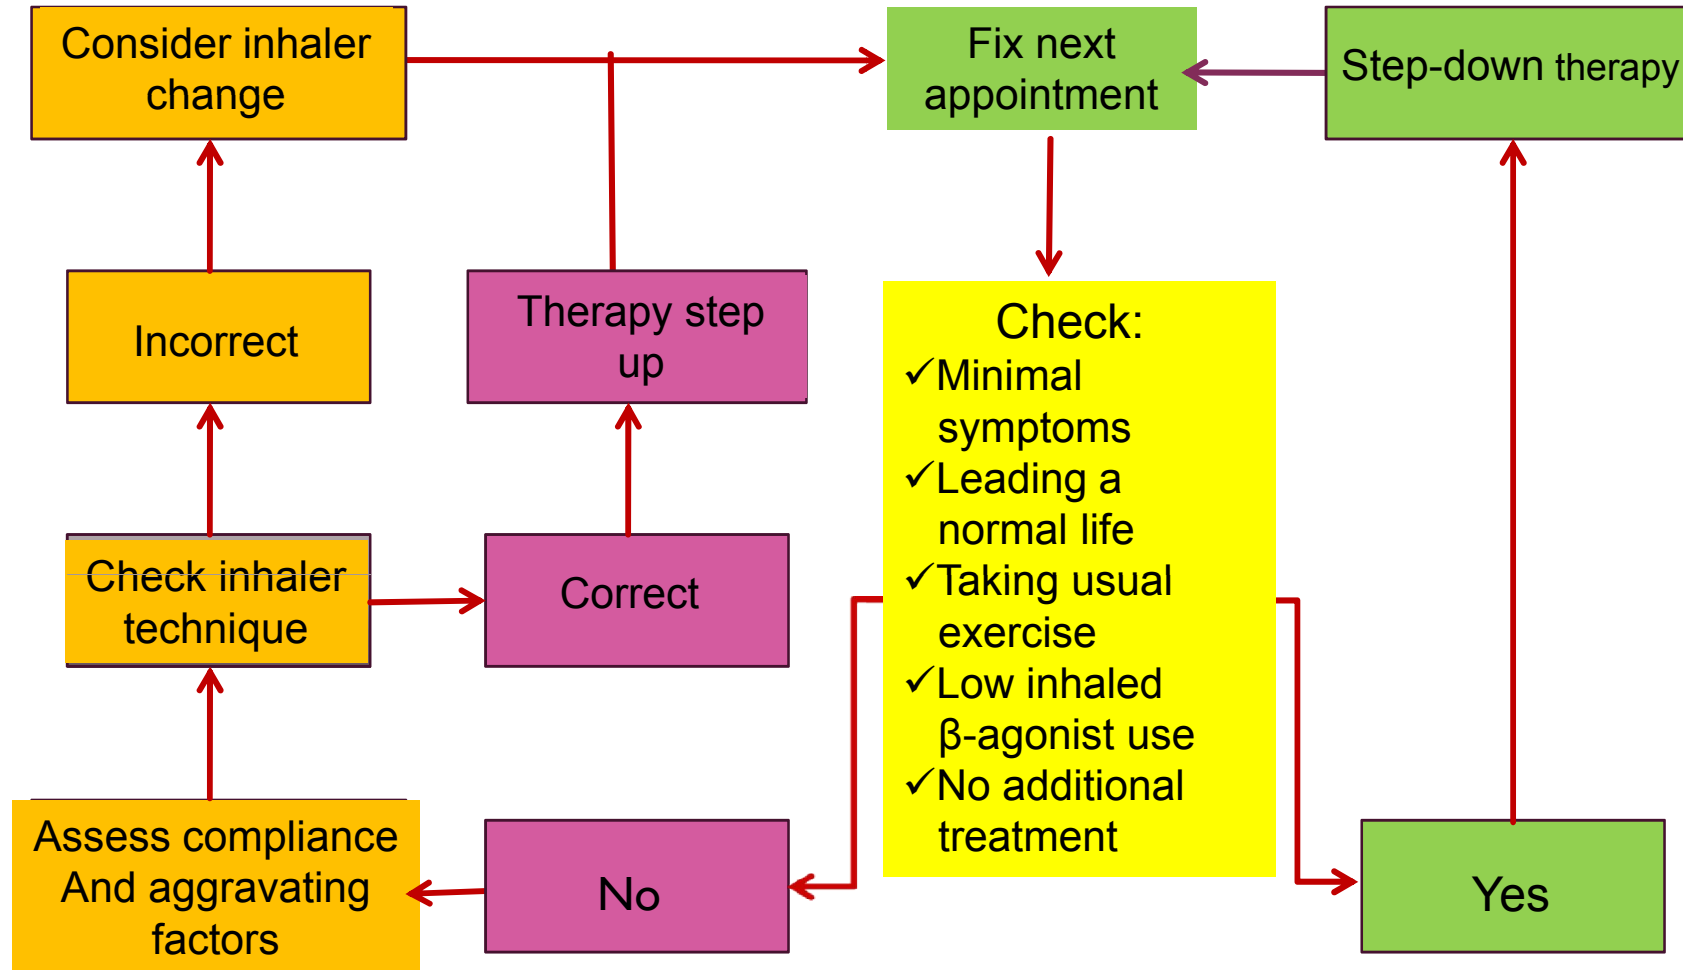 Consider inhaler
change
Fix next
appointment
Step-down therapy
Incorrect
Therapy step
up
Check:
✓Minimal
symptoms
✓Leading a
normal life
✓Taking usual
exercise
✓Low inhaled
β-agonist use
✓No additional
treatment
Check inhaler
technique
Correct
Assess compliance
And aggravating
factors
No
Yes